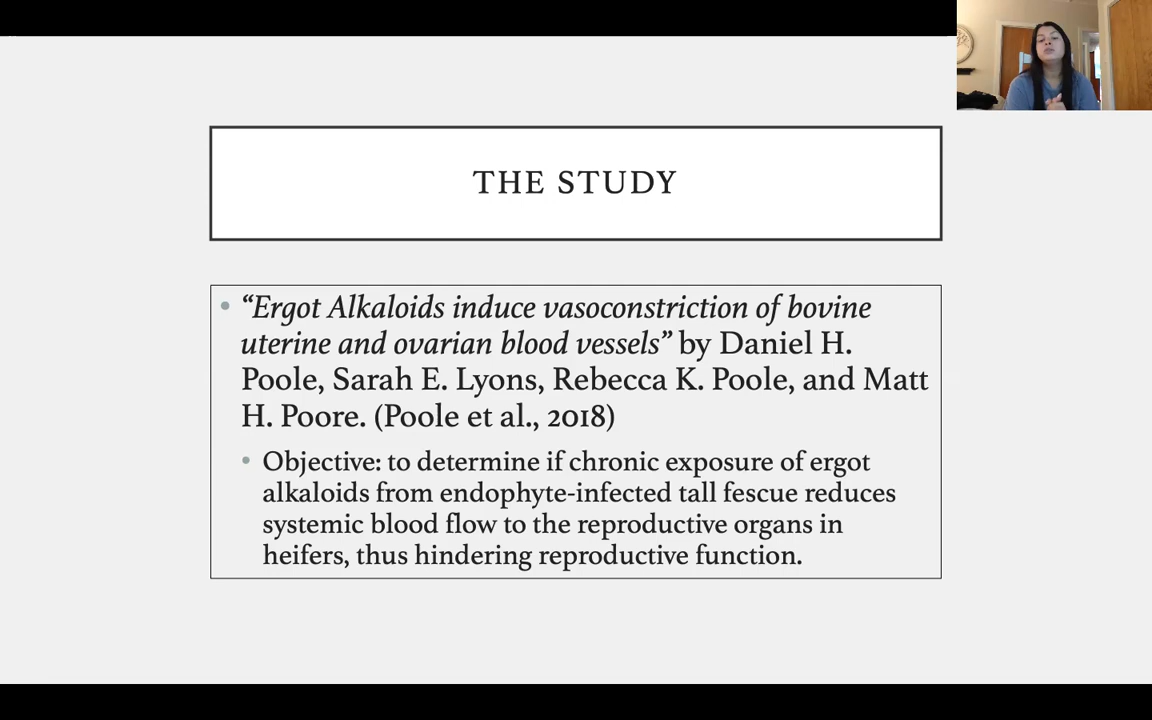 THE STUDY
• “Ergot Alkaloids induce vasoconstriction of bovine
uterine and ovarian blood vessels” by Daniel H.
Poole, Sarah E. Lyons, Rebecca K. Poole, and Matt
H. Poore. (Poole et al., 2018)
• Objective: to determine if chronic exposure of ergot
alkaloids from endophyte-infected tall fescue reduces
systemic blood flow to the reproductive organs in
heifers, thus hindering reproductive function.